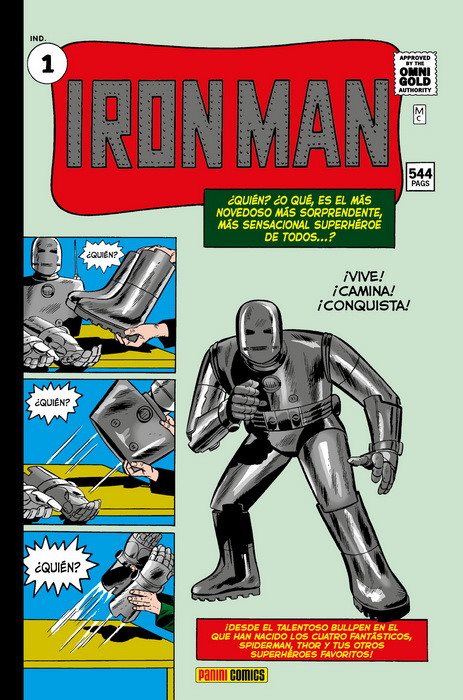 IND.
1
IRON MAN
APPROVED
BY THE
OMNI
GOLD
AUTHORITY
M
C
544
PAGS
¿QUIÉN? ¿O QUÉ, ES EL MÁS
NOVEDOSO MÁS SORPRENDENTE,
MÁS SENSACIONAL SUPERHÉROE
DE TODOS...?
¿QUIÉN?
¿QUIÉN?
¿QUIÉN?
¡VIVE!
¡CAMINA!
¡CONQUISTA!
¡DESDE EL TALENTOSO BULLPEN EN EL
QUE HAN NACIDO LOS CUATRO FANTÁSTICOS,
SPIDERMAN, THOR Y TUS OTROS
SUPERHÉROES FAVORITOS!
PANINI COMICS